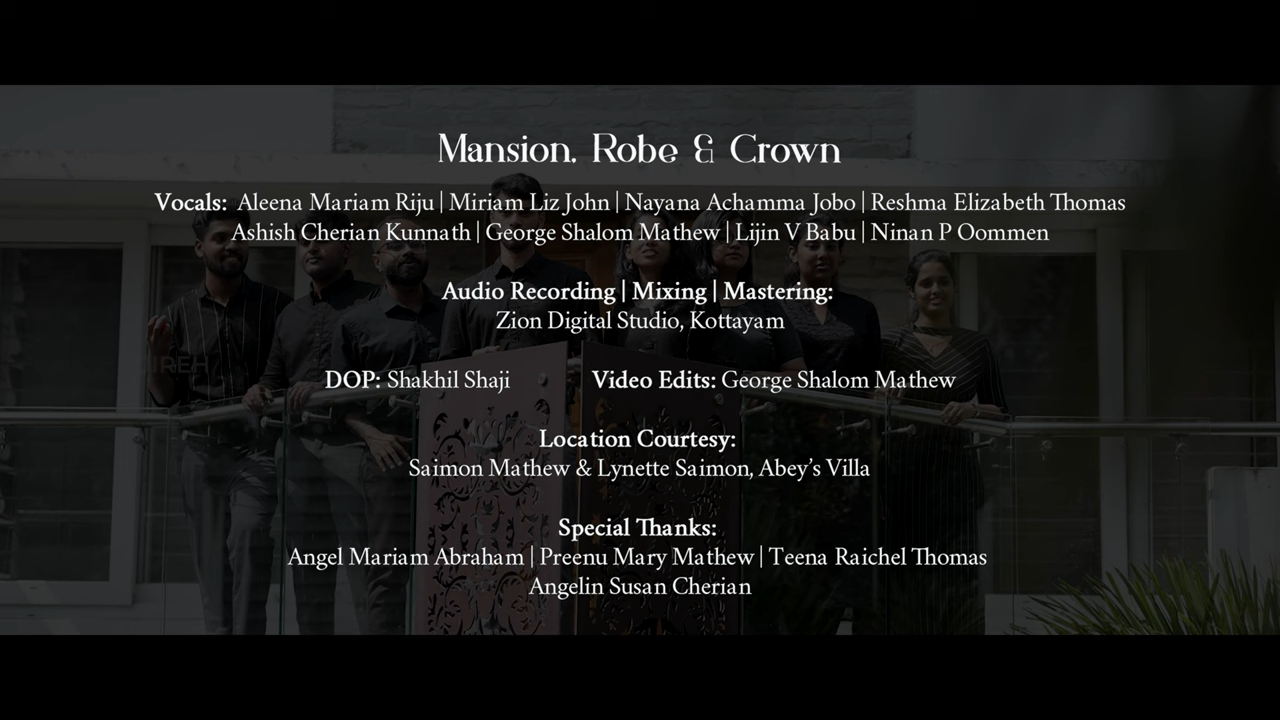 Mansion, Robe & Crown
Vocals: Aleena Mariam Riju | Miriam Liz John | Nayana Achamma Jobo | Reshma Elizabeth Thomas
Ashish Cherian Kunnath | George Shalom Mathew | Lijin V Babu | Ninan P Oommen
Audio Recording | Mixing | Mastering:
Zion Digital Studio, Kottayam
DOP: Shakhil Shaji Video Edits: George Shalom Mathew
Location Courtesy:
Saimon Mathew & Lynette Saimon, Abey’s Villa
Special Thanks:
Angel Mariam Abraham | Preenu Mary Mathew | Teena Raichel Thomas
Angelin Susan Cherian